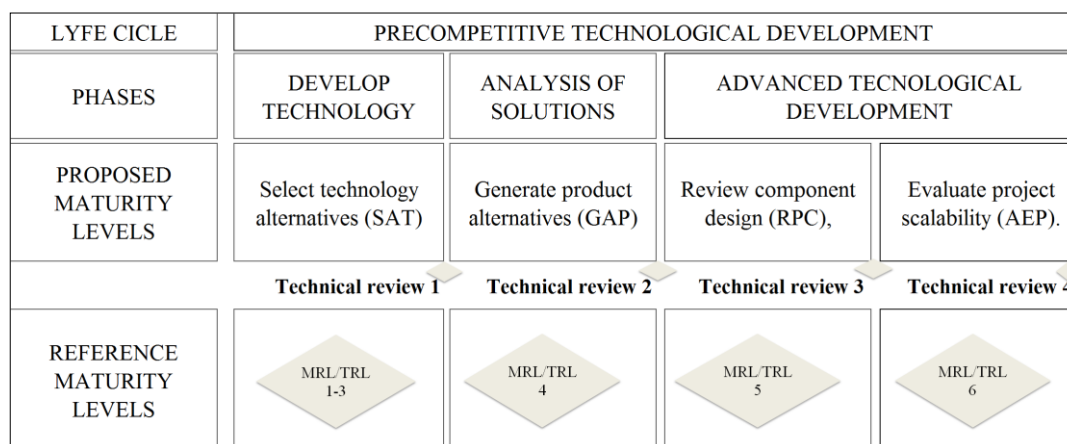 LYFE CICLE
PRECOMPETITIVE TECHNOLOGICAL DEVELOPMENT
PHASES
DEVELOP
TECHNOLOGY
ANALYSIS OF
SOLUTIONS
ADVANCED TECNOLOGICAL
DEVELOPMENT
PROPOSED
MATURITY
LEVELS
Select technology
alternatives (SAT)
Generate product
alternatives (GAP)
Review component
design (RPC),
Evaluate project
scalability (AEP).
Technical review 1
Technical review 2
Technical review 3
Technical review 4
REFERENCE
MATURITY
LEVELS
MRL/TRL
1-3
MRL/TRL
4
MRL/TRL
5
MRL/TRL
6